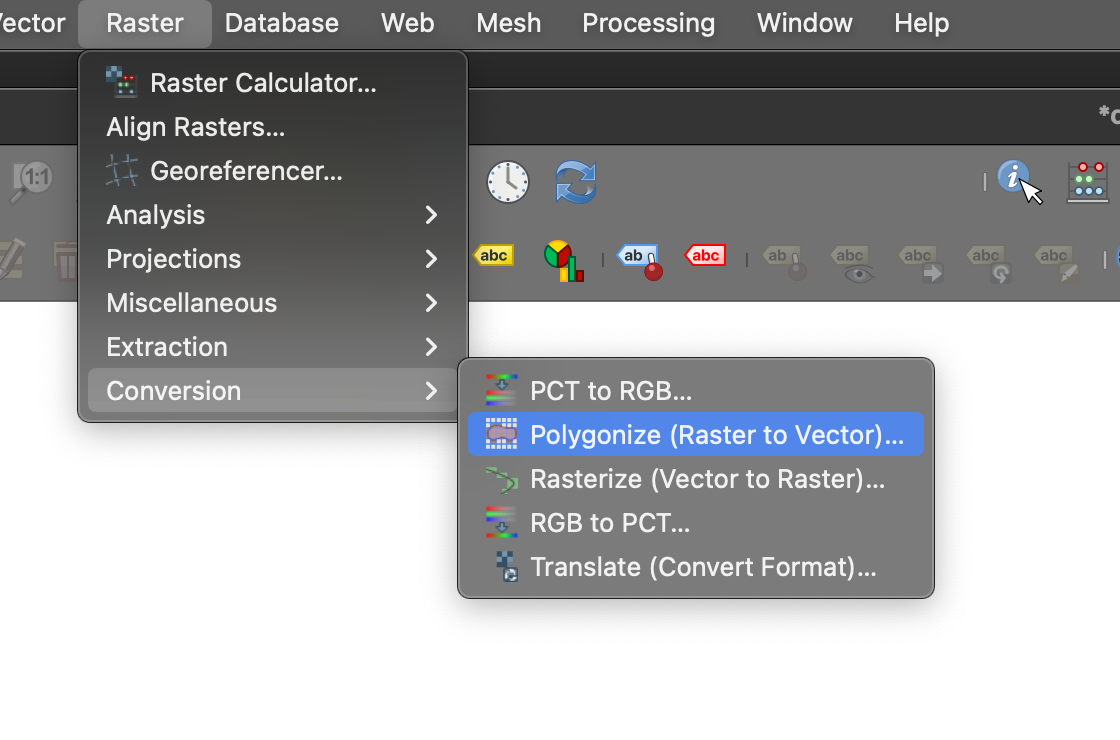 Raster Database Web Mesh Processing Window Help
Raster Calculator...
*c
Align Rasters...
1:1 Georeferencer... i
Analysis
abc ab abc ab abc abc abc abc
Projections
Miscellaneous
Extraction
Conversion
PCT to RGB...
Polygonize (Raster to Vector)...
Rasterize (Vector to Raster)...
RGB to PCT...
Translate (Convert Format)...